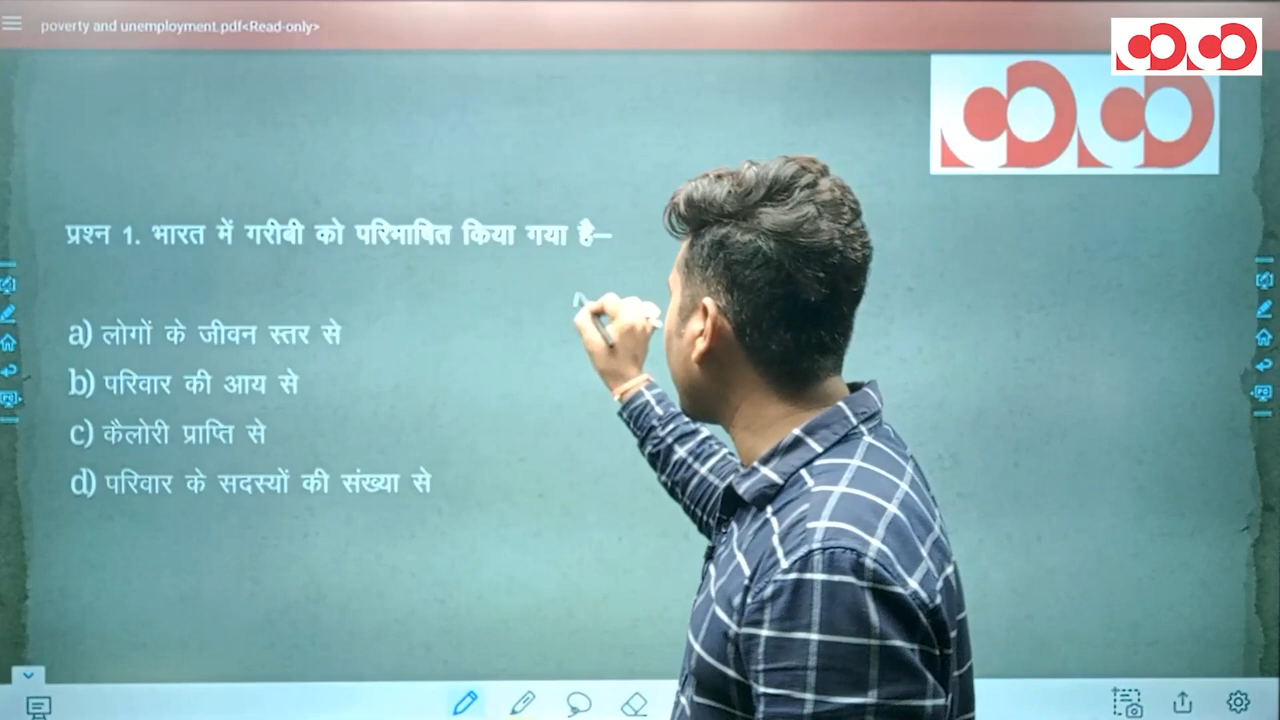 poverty and unemployment.pdf<Read-only>
प्रश्न 1. भारत में गरीबी को परिभाषित किया गया है–
a) लोगों के जीवन स्तर से
b) परिवार की आय से
c) कैलोरी प्राप्ति से
d) परिवार के सदस्यों की संख्या से